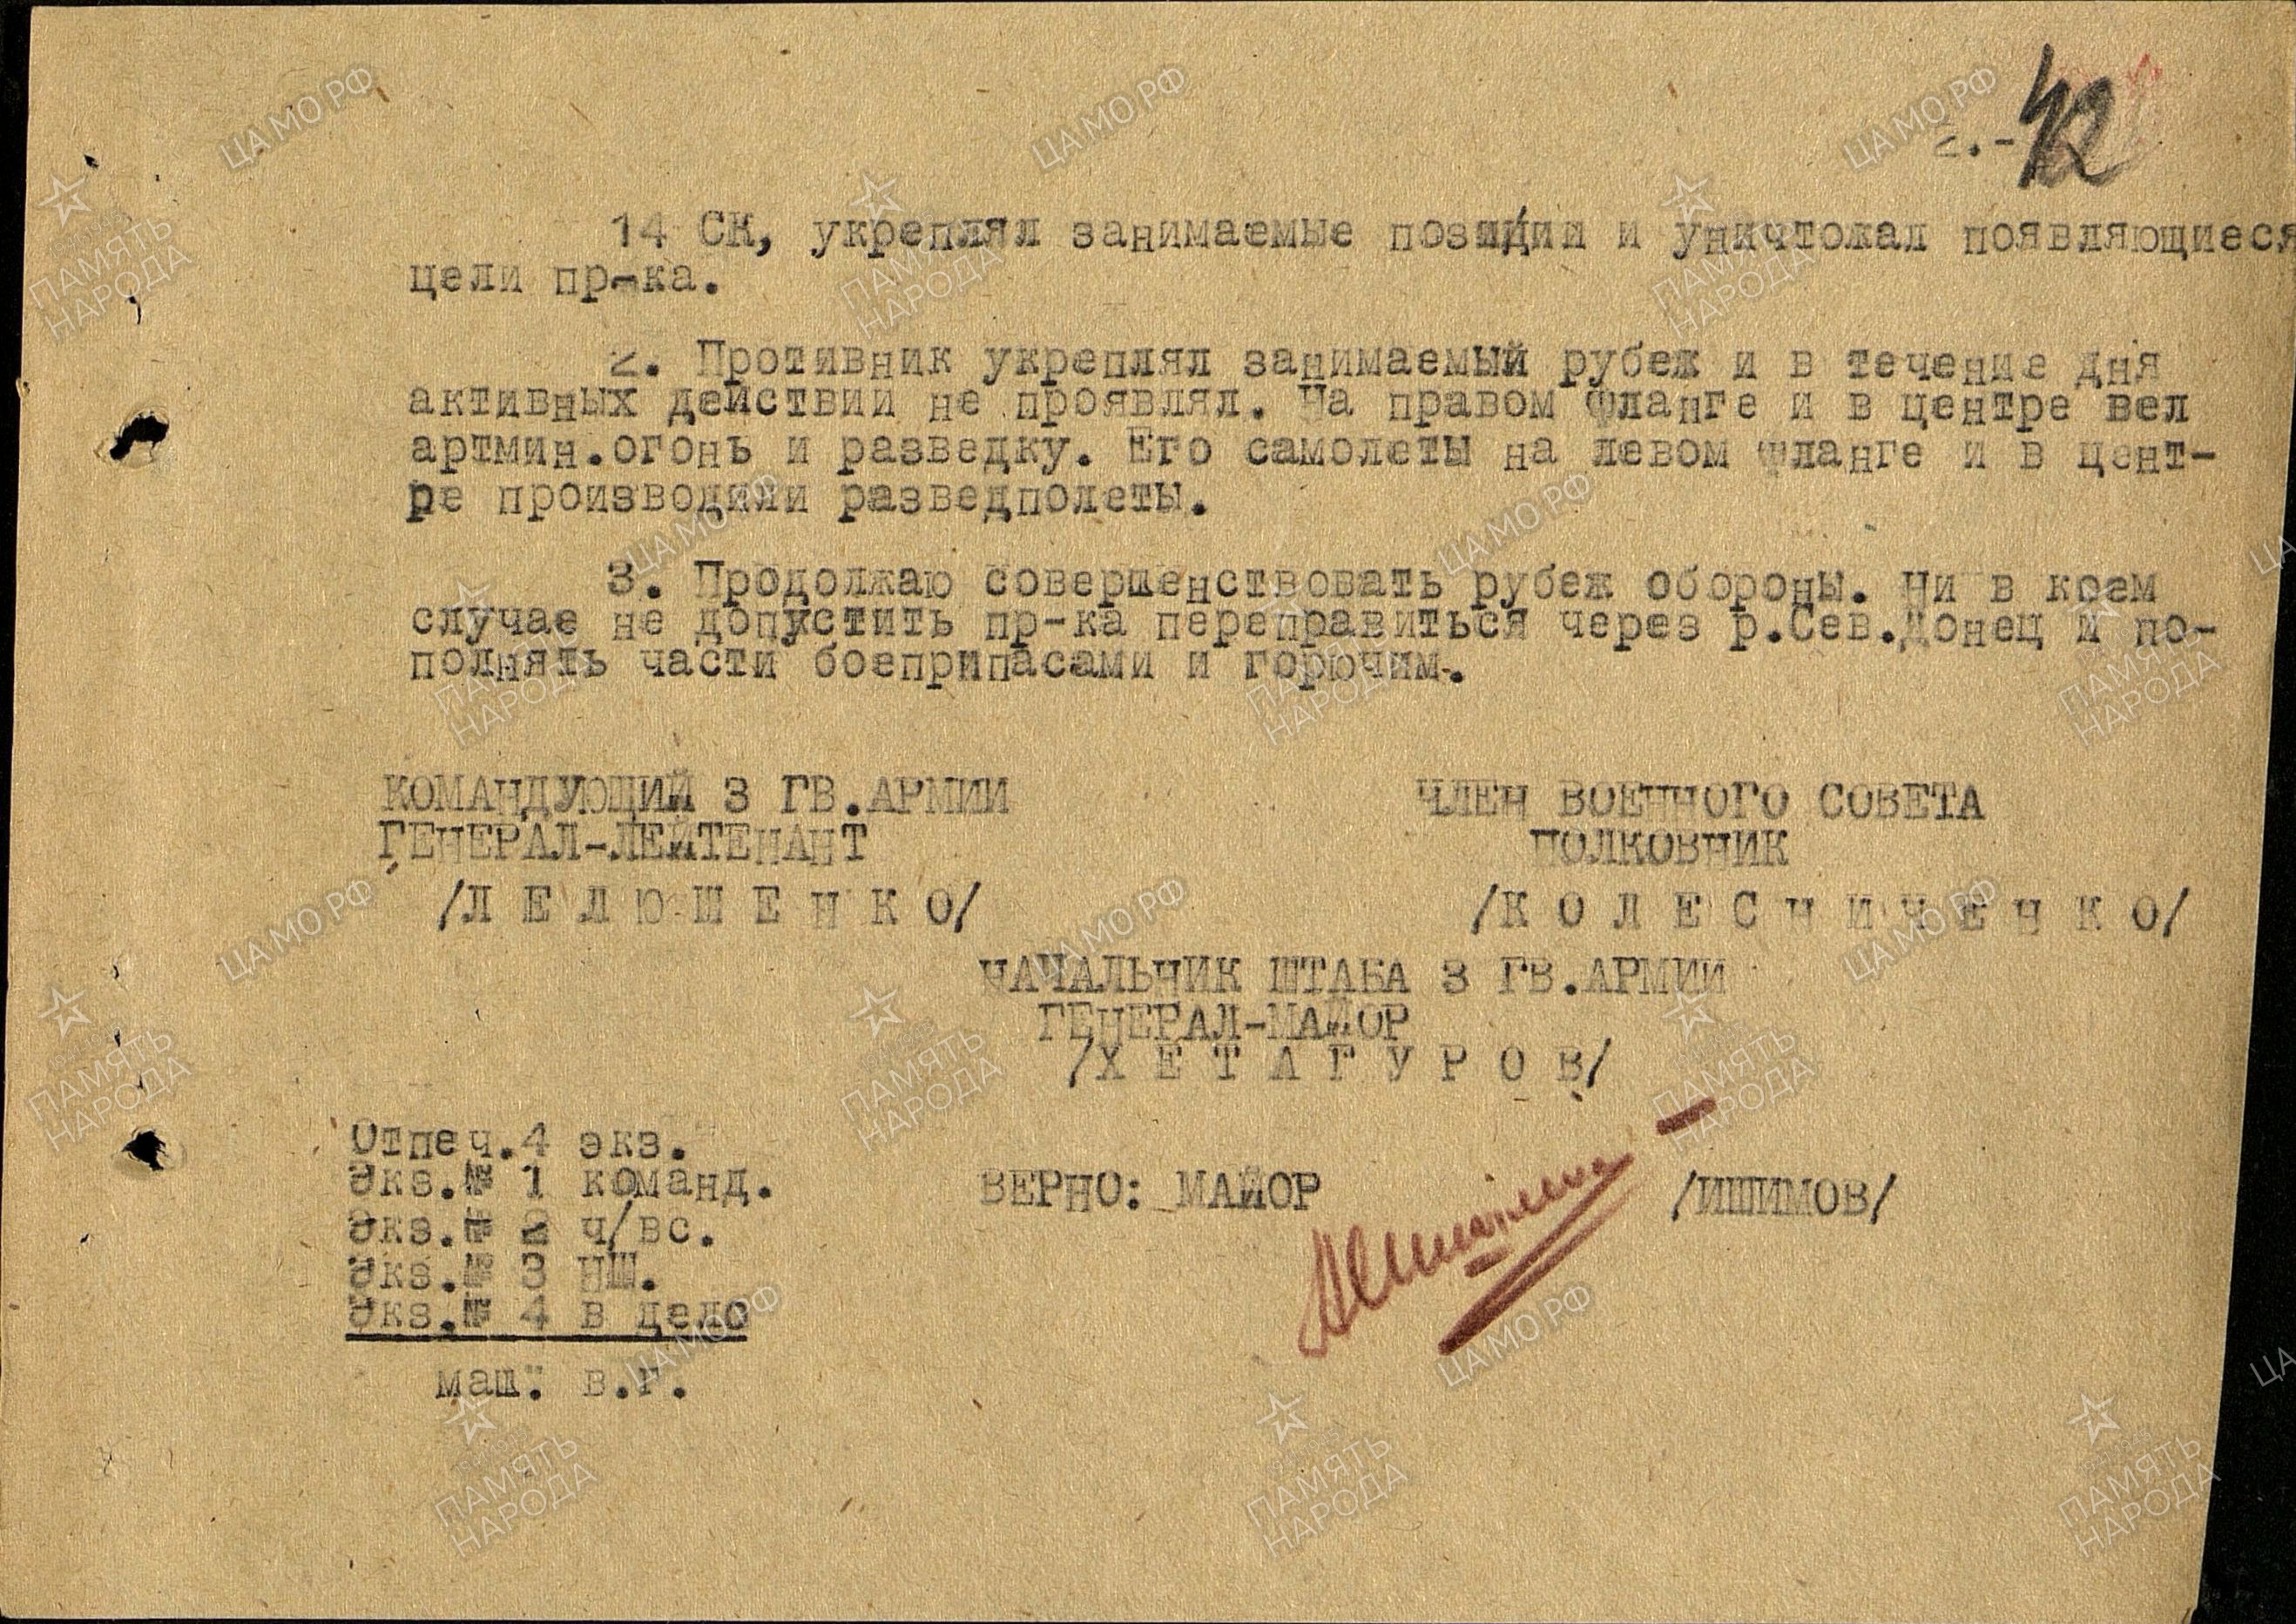 2.-
42
14 СК, укреплял занимаемые позиции и уничтожал появляющиеся
цели пр-ка.
2. Противник укреплял занимаемый рубеж и в течение дня
активных действий не проявлял. На правом фланге и в центре вел
артмин.огонь и разведку. Его самолеты на левом фланге и в цент-
ре производили разведполеты.
3. Продолжаю совершенствовать рубеж обороны. Ни в коем
случае не допустить пр-ка переправиться через р.Сев.Донец и по-
полнять части боеприпасами и горючим.
КОМАНДУЮЩИЙ 3 ГВ.АРМИИ
ГЕНЕРАЛ-ЛЕЙТЕНАНТ
/Л Е Л Ю Ш Е Н К О/
ЧЛЕН ВОЕННОГО СОВЕТА
ПОЛКОВНИК
/К О Л Е С Н И Ч Е Н К О/
НАЧАЛЬНИК ШТАБА 3 ГВ.АРМИИ
ГЕНЕРАЛ-МАЙОР
/Х Е Т А Г У Р О В/
Отпеч.4 экз.
Экз.№ 1 команд.
Экз.№ 2 ч/вс.
Экз.№ 3 НШ.
Экз.№ 4 в дело
маш: в.г.
ВЕРНО: МАЙОР /ИШИМОВ/
ЦАМО РФ
ПАМЯТЬ НАРОДА